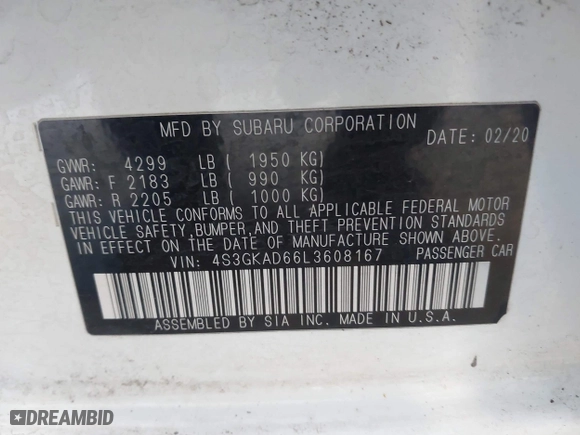 MFD BY SUBARU CORPORATION
DATE: 02/20
GVWR: 4299 LB ( 1950 KG)
GAWR: F 2183 LB ( 990 KG)
GAWR: R 2205 LB ( 1000 KG)
THIS VEHICLE CONFORMS TO ALL APPLICABLE FEDERAL MOTOR
VEHICLE SAFETY, BUMPER, AND THEFT PREVENTION STANDARDS
IN EFFECT ON THE DATE OF MANUFACTURE SHOWN ABOVE.
VIN: 4S3GKAD66L3608167 PASSENGER CAR
ASSEMBLED BY SIA INC. MADE IN U.S.A.
DREAMBID